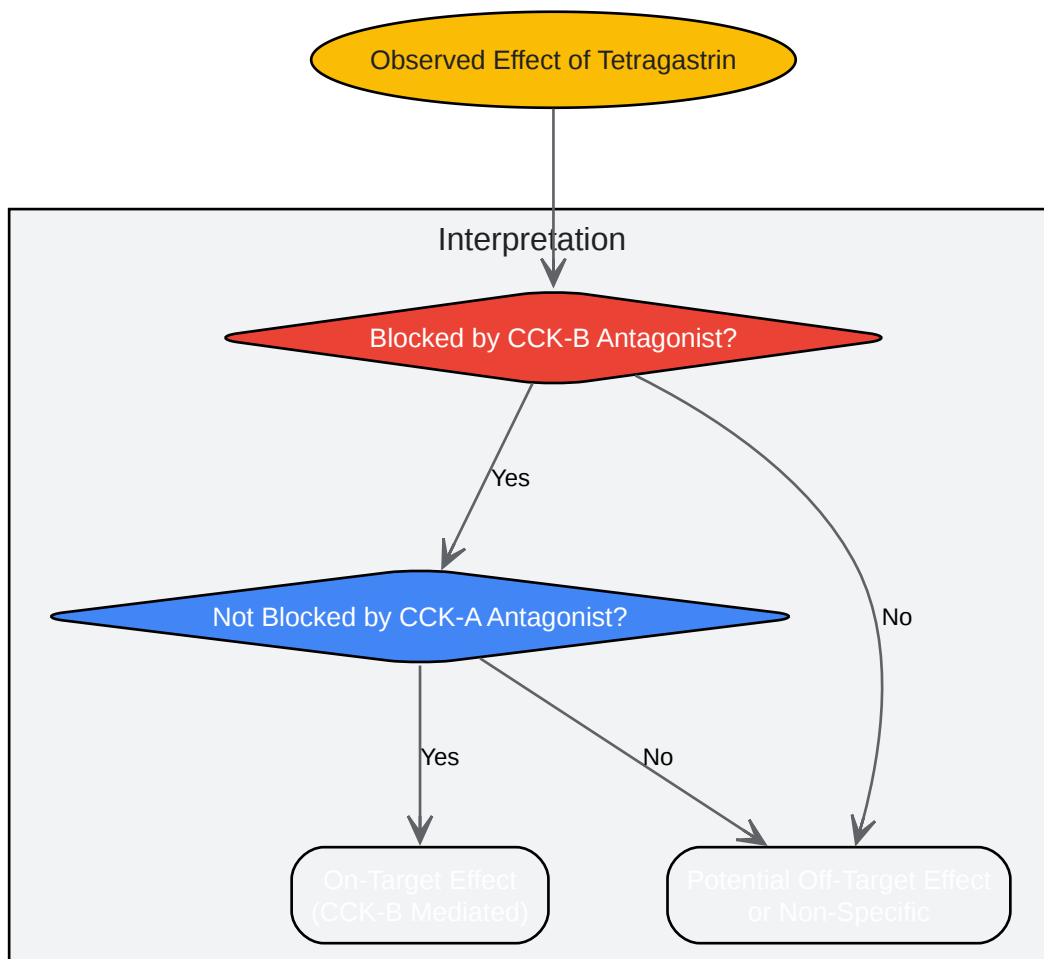 Observed Effect of Tetragastrin
Interpretation
Blocked by CCK-B Antagonist?
Yes
Not Blocked by CCK-A Antagonist?
No
Yes
No
On-Target Effect
(CCK-B Mediated)
Potential Off-Target Effect
or Non-Specific